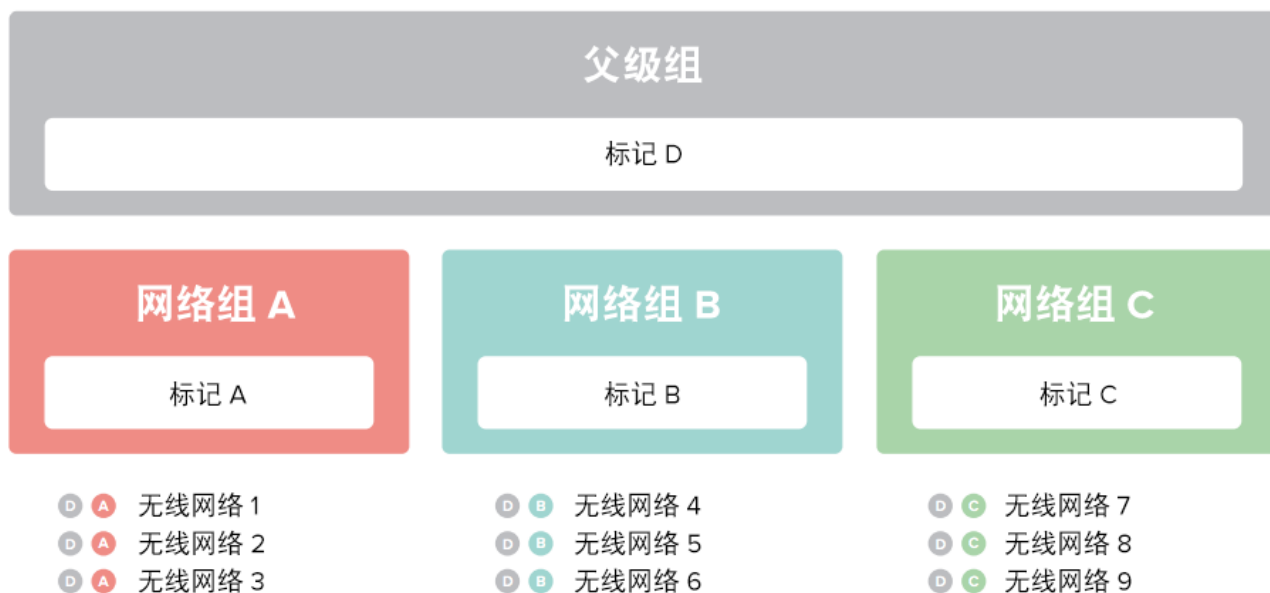 父级组
标记 D
网络组 A
网络组 B
网络组 C
标记 A
标记 B
标记 C
D A 无线网络 1
D B 无线网络 4
D C 无线网络 7
D A 无线网络 2
D B 无线网络 5
D C 无线网络 8
D A 无线网络 3
D B 无线网络 6
D C 无线网络 9